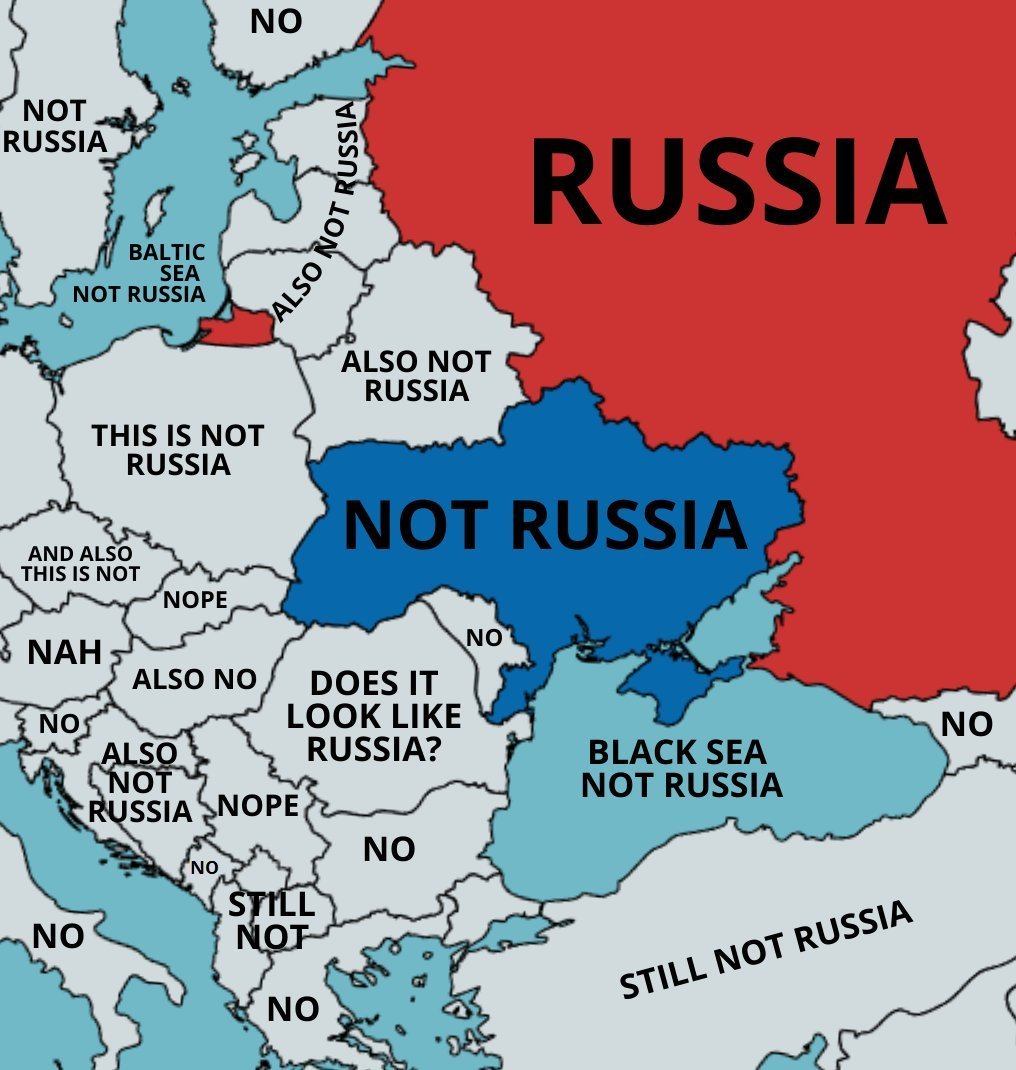 NO
NOT
RUSSIA
RUSSIA
ALSO NOT RUSSIA
BALTIC
SEA
NOT RUSSIA
ALSO NOT
RUSSIA
THIS IS NOT
RUSSIA
NOT RUSSIA
AND ALSO
THIS IS NOT
NOPE
NO
NAH
ALSO NO
DOES IT
LOOK LIKE
RUSSIA?
NO
NO
ALSO
NOT
RUSSIA
BLACK SEA
NOT RUSSIA
NOPE
NO
NO
STILL
NOT
NO
STILL NOT RUSSIA
NO